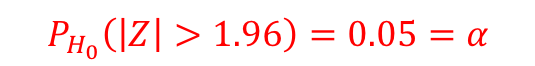 P_{H_0}(|Z| > 1.96) = 0.05 = α